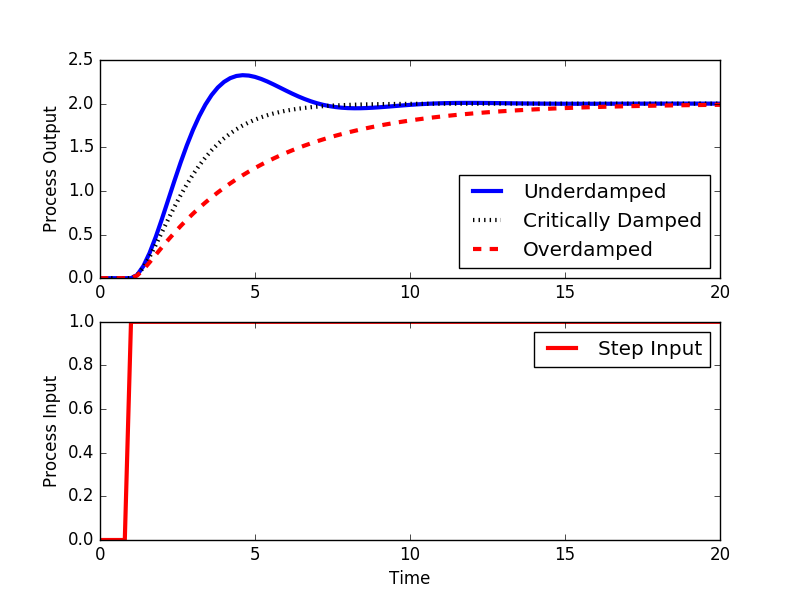 2.5
2.0
1.5
1.0
0.5
0.0
Process Output
Underdamped
Critically Damped
Overdamped
0 5 10 15 20
1.0
0.8
0.6
0.4
0.2
0.0
Process Input
Step Input
0 5 10 15 20
Time